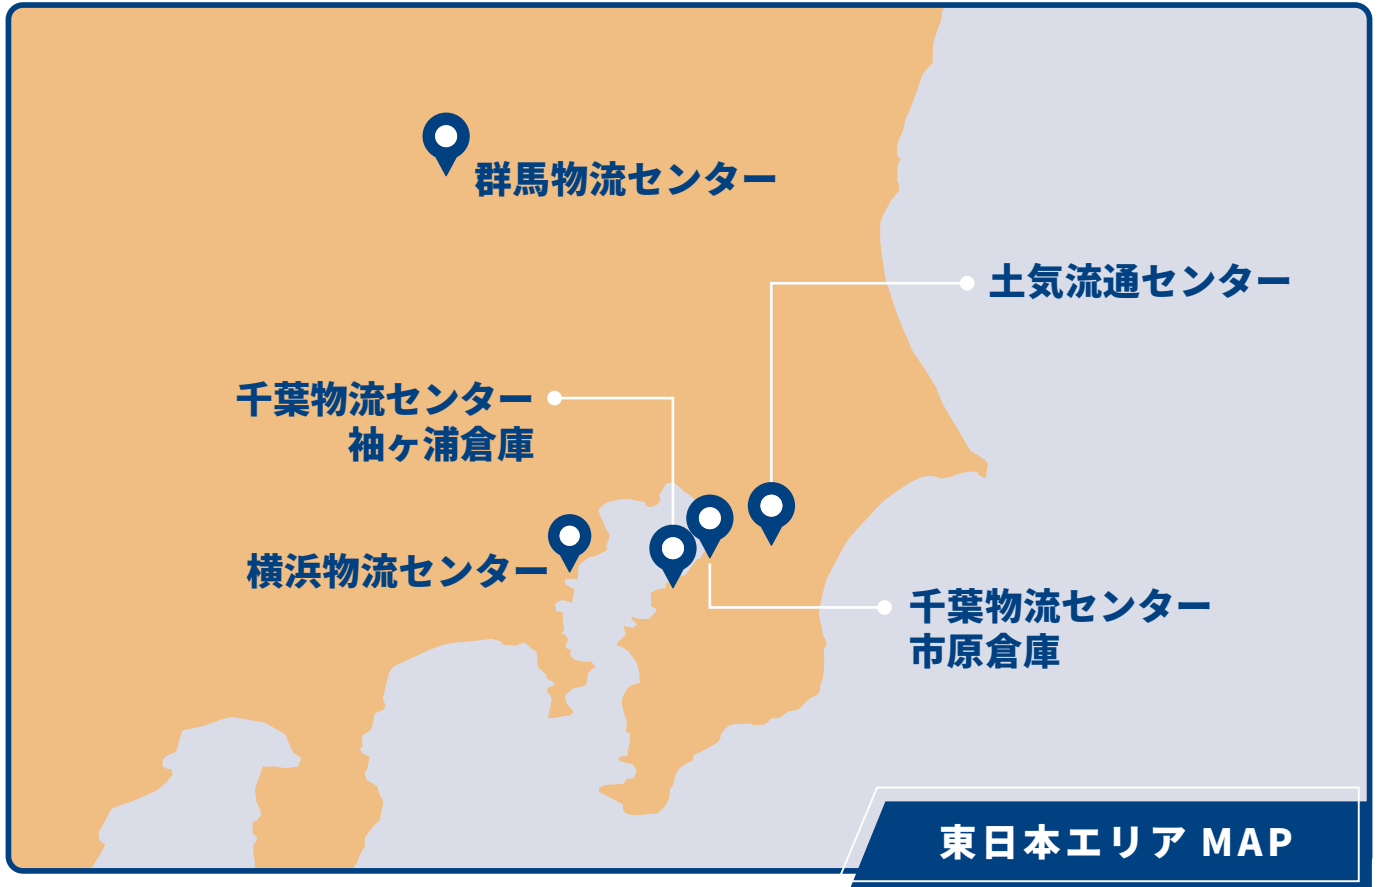 群馬物流センター
土気流通センター
千葉物流センター
袖ヶ浦倉庫
横浜物流センター
千葉物流センター
市原倉庫
東日本エリア MAP